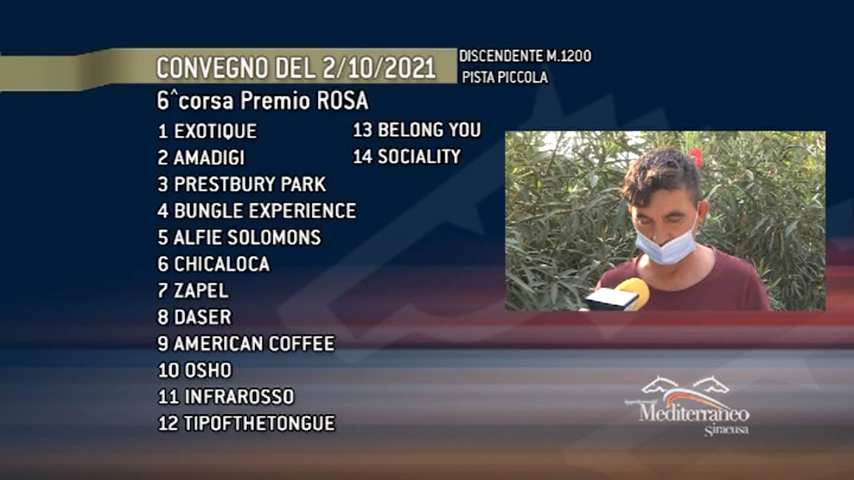 CONVEGNO DEL 2/10/2021
DISCENDENTE M.1200
PISTA PICCOLA
6^corsa Premio ROSA
1 EXOTIQUE
2 AMADIGI
3 PRESTBURY PARK
4 BUNGLE EXPERIENCE
5 ALFIE SOLOMONS
6 CHICALOCA
7 ZAPEL
8 DASER
9 AMERICAN COFFEE
10 OSHO
11 INFRAROSSO
12 TIPOFTHETONGUE
13 BELONG YOU
14 SOCIALITY
Mediterraneo
Siracusa